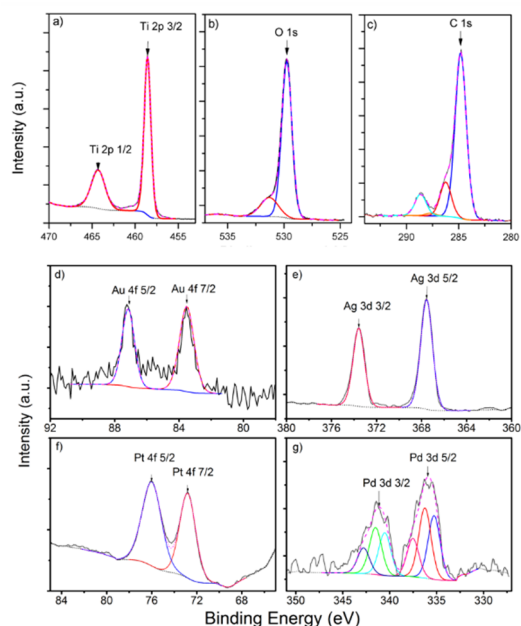 a)
Ti 2p 3/2
Ti 2p 1/2
470 465 460 455
b)
O 1s
535 530 525
c)
C 1s
290 285 280
Intensity (a.u.)
d)
Au 4f 5/2
Au 4f 7/2
92 88 84 80
e)
Ag 3d 5/2
Ag 3d 3/2
380 376 372 368 364 360
f)
Pt 4f 5/2
Pt 4f 7/2
84 80 76 72 68
g)
Pd 3d 5/2
Pd 3d 3/2
350 345 340 335 330
Intensity (a.u.)
Binding Energy (eV)